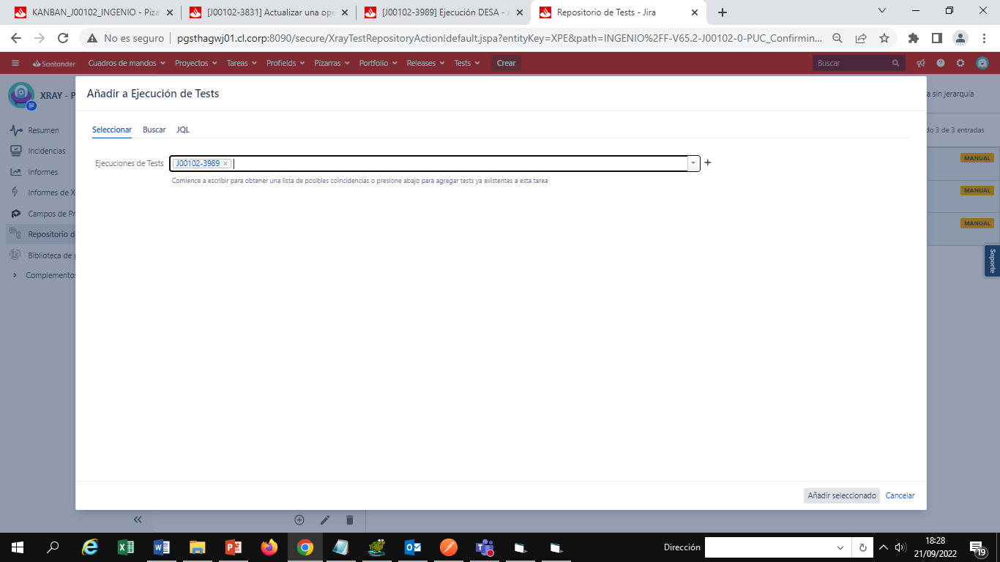 KANBAN_J00102_INGENIO - Piza
[J00102-3831] Actualizar una ope
[J00102-3989] Ejecución DESA - A
Repositorio de Tests - Jira
No es seguro
pgsthagwj01.cl.corp:8090/secure/XrayTestRepositoryAction!default.jspa?entityKey=XPE&path=INGENIO%2FF-V65.2-J00102-0-PUC_Confirmin...
Santander
Cuadros de mandos
Proyectos
Tareas
Profields
Pizarras
Portfolio
Releases
Tests
Crear
Buscar
XRAY - P
Resumen
Incidencias
Informes
Informes de X
Campos de Pr
Repositorio d
Biblioteca de p
Complementos
Añadir a Ejecución de Tests
Seleccionar
Buscar
JQL
Ejecuciones de Tests
J00102-3989
Comience a escribir para obtener una lista de posibles coincidencias o presione abajo para agregar tests ya existentes a esta tarea
Añadir seleccionado
Cancelar
a sin jerarquía
do 3 de 3 entradas
MANUAL
MANUAL
MANUAL
Soporte
Dirección
18:28
21/09/2022
19